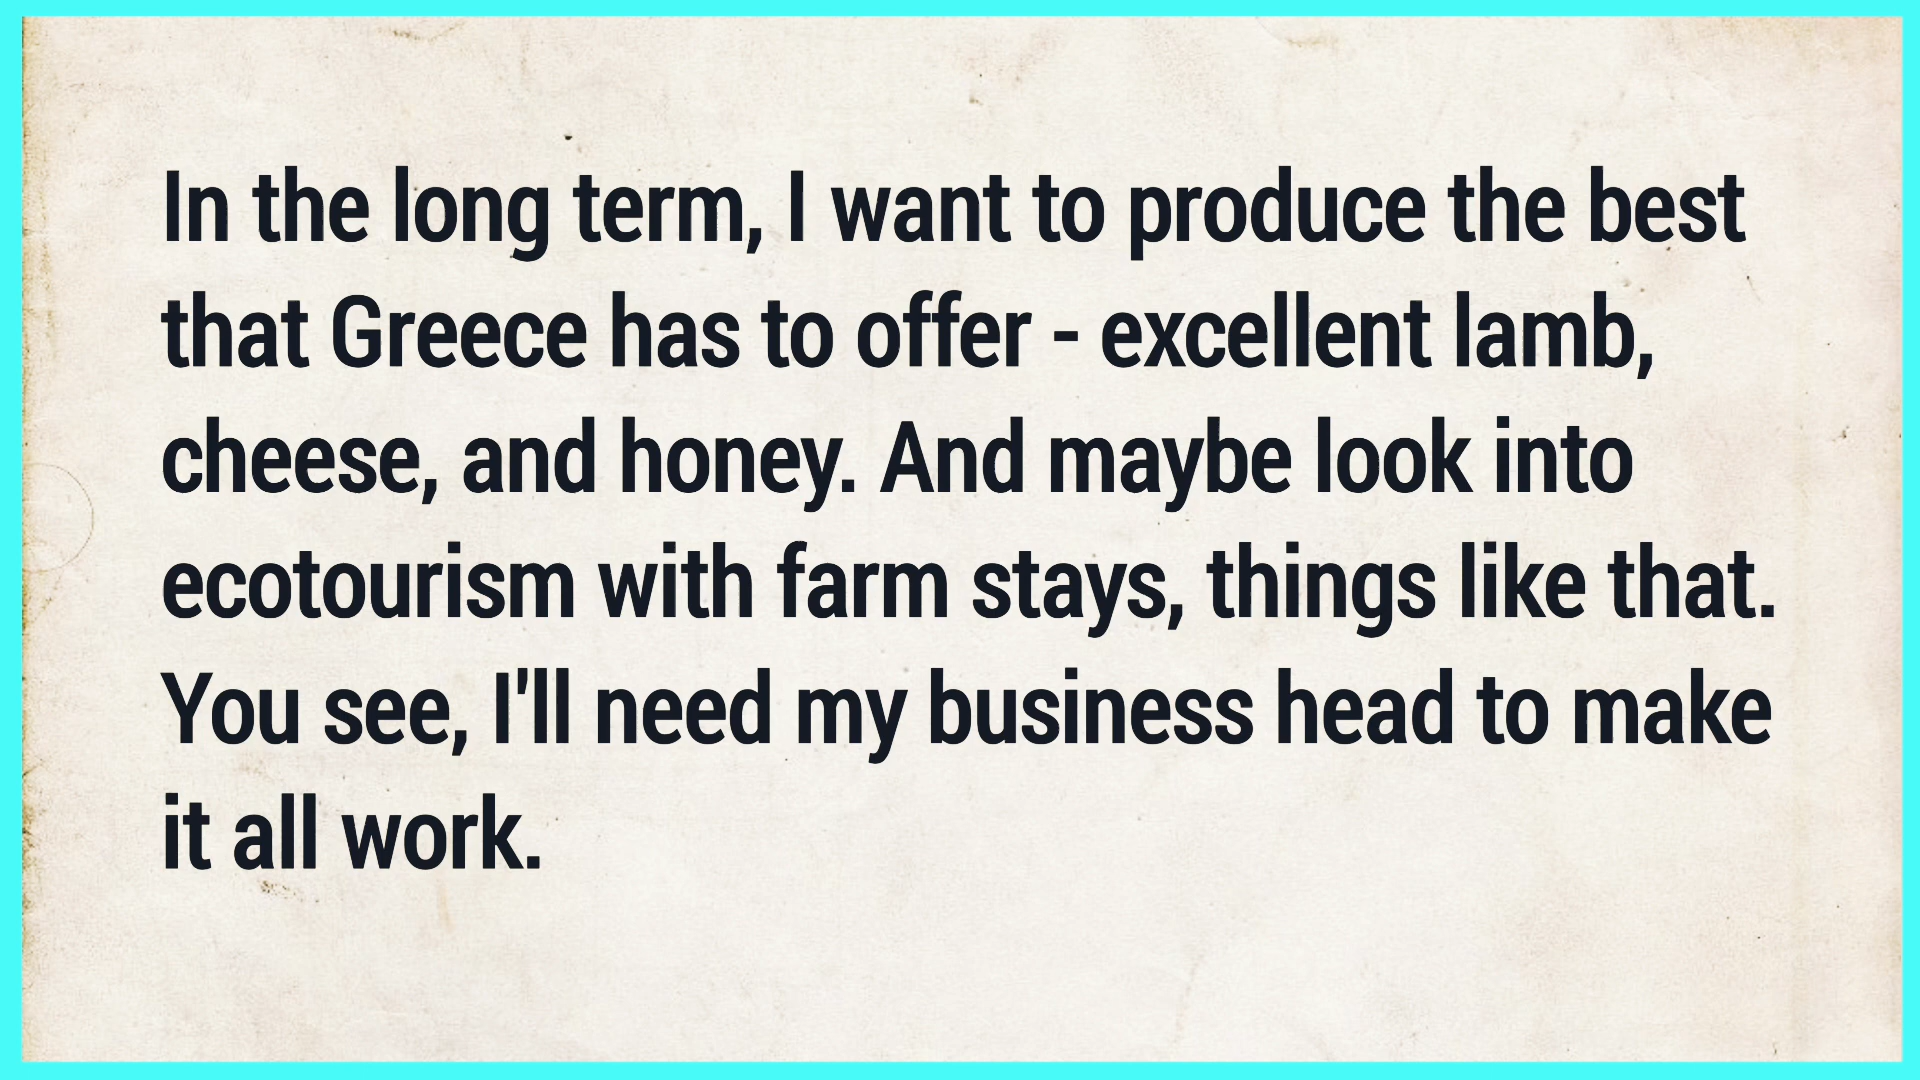 In the long term, I want to produce the best
that Greece has to offer - excellent lamb,
cheese, and honey. And maybe look into
ecotourism with farm stays, things like that.
You see, I'll need my business head to make
it all work.